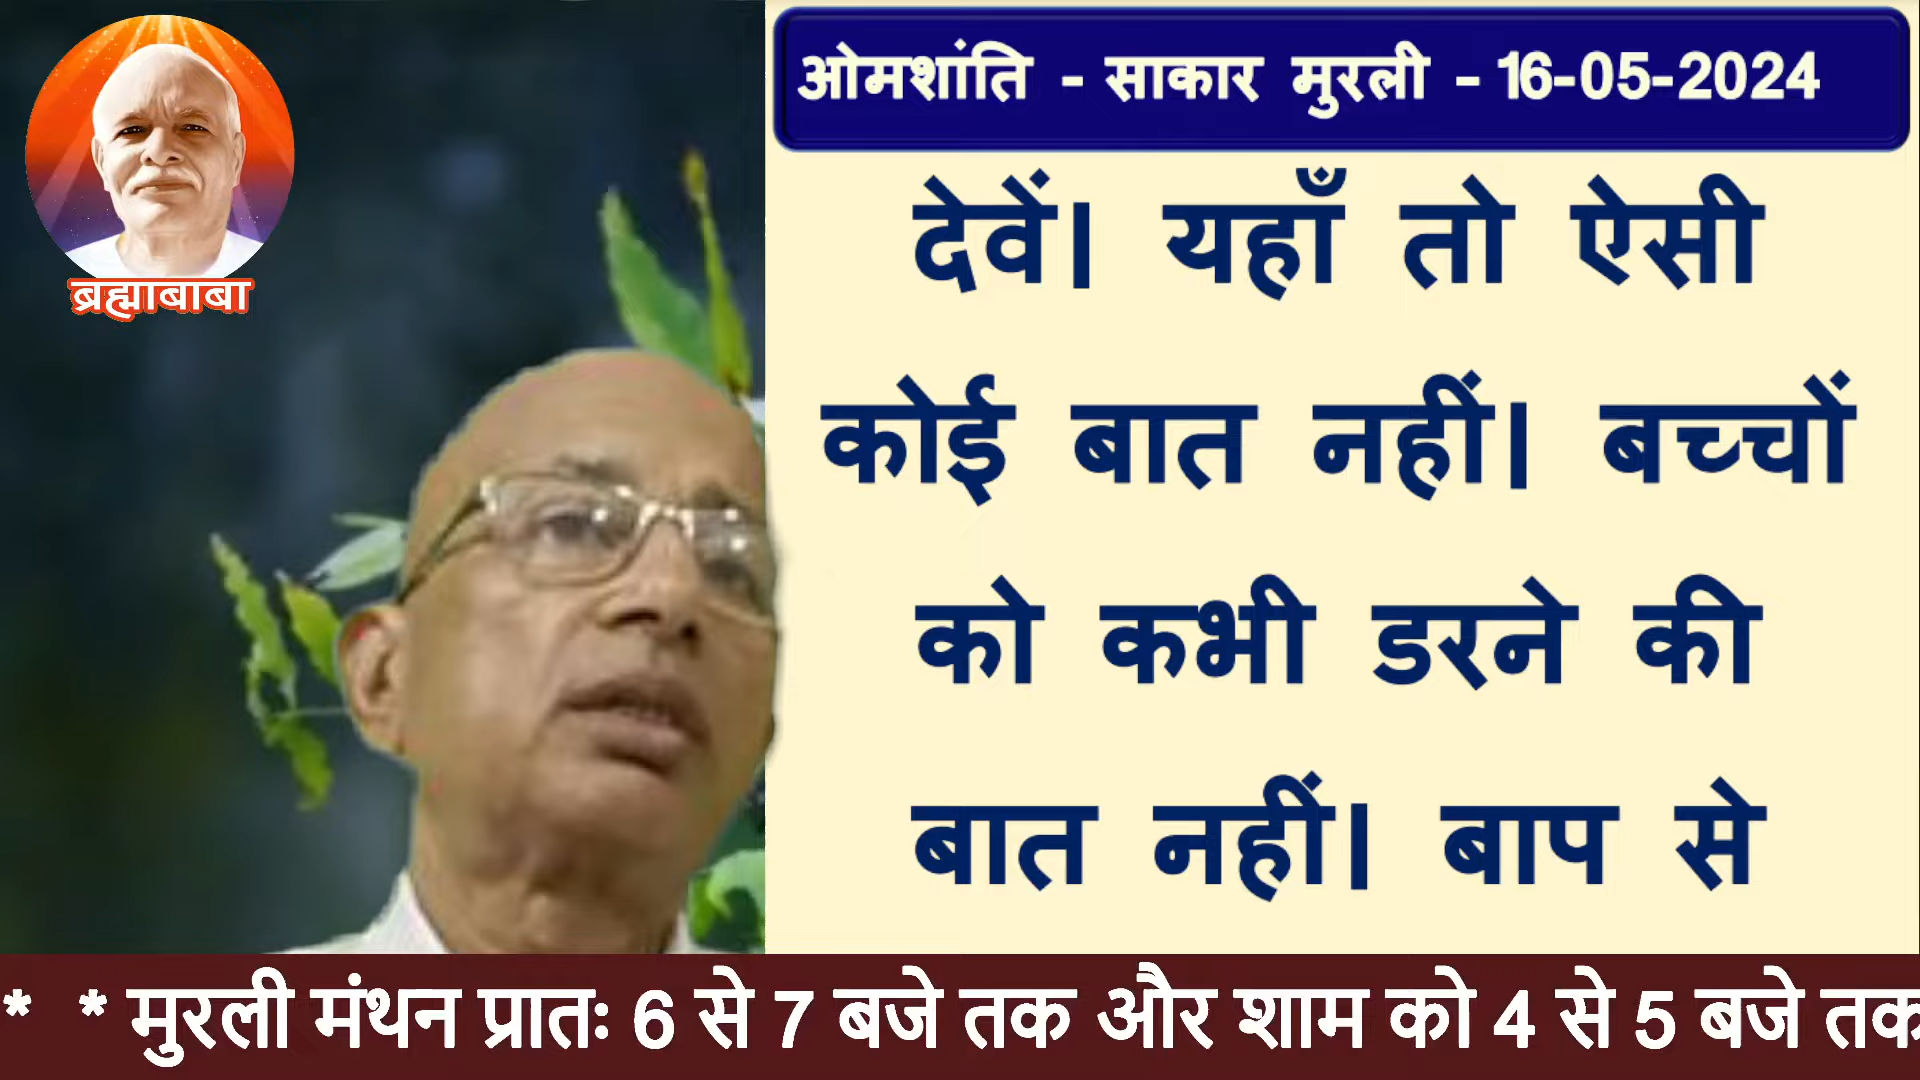 ब्रह्माबाबा
ओमशांति - साकार मुरली - 16-05-2024
देवें। यहाँ तो ऐसी
कोई बात नहीं। बच्चों
को कभी डरने की
बात नहीं। बाप से
* * मुरली मंथन प्रातः 6 से 7 बजे तक और शाम को 4 से 5 बजे तक